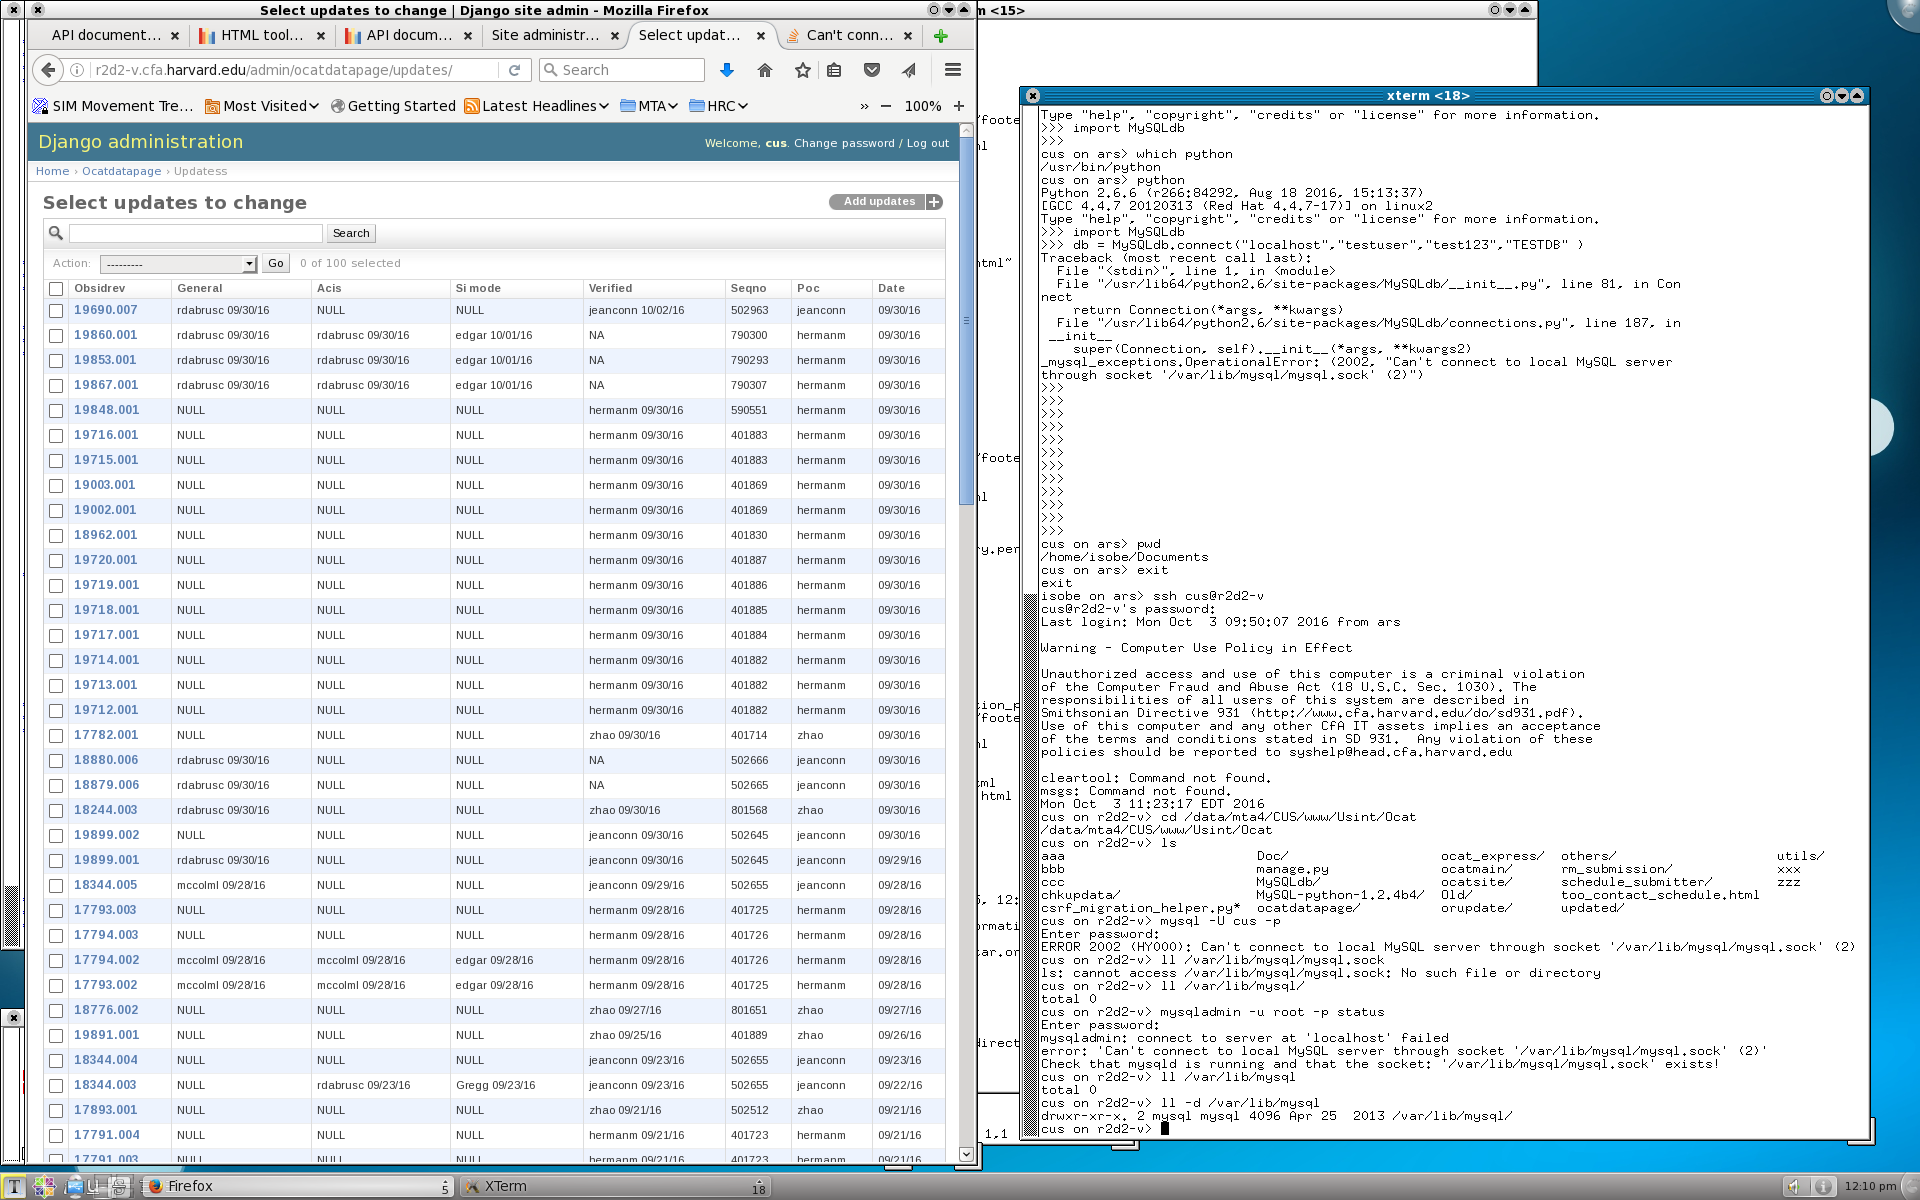 Select updates to change | Django site admin - Mozilla Firefox
API document...
HTML tool...
API docum...
Site administr...
Select updat...
Can't conn...
r2d2-v.cfa.harvard.edu/admin/ocatdatapage/updates/
Search
SIM Movement Tre...
Most Visited
Getting Started
Latest Headlines
MTA
HRC
»
100%
Django administration
Welcome, cus. Change password / Log out
Home › Ocatdatapage › Updatess
Select updates to change
Add updates
Search
Action: ---------
Go
0 of 100 selected
Obsidrev General Acis Si mode Verified Seqno Poc Date
19690.007 rdabrusc 09/30/16 NULL NULL jeanconn 10/02/16 502963 jeanconn 09/30/16
19860.001 rdabrusc 09/30/16 rdabrusc 09/30/16 edgar 10/01/16 NA 790300 hermanm 09/30/16
19853.001 rdabrusc 09/30/16 rdabrusc 09/30/16 edgar 10/01/16 NA 790293 hermanm 09/30/16
19867.001 rdabrusc 09/30/16 rdabrusc 09/30/16 edgar 10/01/16 NA 790307 hermanm 09/30/16
19848.001 NULL NULL NULL hermanm 09/30/16 590551 hermanm 09/30/16
19716.001 NULL NULL NULL hermanm 09/30/16 401883 hermanm 09/30/16
19715.001 NULL NULL NULL hermanm 09/30/16 401883 hermanm 09/30/16
19003.001 NULL NULL NULL hermanm 09/30/16 401869 hermanm 09/30/16
19002.001 NULL NULL NULL hermanm 09/30/16 401869 hermanm 09/30/16
18962.001 NULL NULL NULL hermanm 09/30/16 401830 hermanm 09/30/16
19720.001 NULL NULL NULL hermanm 09/30/16 401887 hermanm 09/30/16
19719.001 NULL NULL NULL hermanm 09/30/16 401886 hermanm 09/30/16
19718.001 NULL NULL NULL hermanm 09/30/16 401885 hermanm 09/30/16
19717.001 NULL NULL NULL hermanm 09/30/16 401884 hermanm 09/30/16
19714.001 NULL NULL NULL hermanm 09/30/16 401882 hermanm 09/30/16
19713.001 NULL NULL NULL hermanm 09/30/16 401882 hermanm 09/30/16
19712.001 NULL NULL NULL hermanm 09/30/16 401882 hermanm 09/30/16
17782.001 NULL NULL NULL zhao 09/30/16 401714 zhao 09/30/16
18880.006 rdabrusc 09/30/16 NULL NULL NA 502666 jeanconn 09/30/16
18879.006 rdabrusc 09/30/16 NULL NULL NA 502665 jeanconn 09/30/16
18244.003 rdabrusc 09/30/16 NULL NULL zhao 09/30/16 801568 zhao 09/30/16
19899.002 NULL NULL NULL jeanconn 09/30/16 502645 jeanconn 09/30/16
19899.001 rdabrusc 09/30/16 NULL NULL jeanconn 09/30/16 502645 jeanconn 09/29/16
18344.005 mccolml 09/28/16 NULL NULL jeanconn 09/29/16 502655 jeanconn 09/28/16
17793.003 NULL NULL NULL hermanm 09/28/16 401725 hermanm 09/28/16
17794.003 NULL NULL NULL hermanm 09/28/16 401726 hermanm 09/28/16
17794.002 mccolml 09/28/16 mccolml 09/28/16 edgar 09/28/16 hermanm 09/28/16 401726 hermanm 09/28/16
17793.002 mccolml 09/28/16 mccolml 09/28/16 edgar 09/28/16 hermanm 09/28/16 401725 hermanm 09/28/16
18776.002 NULL NULL NULL zhao 09/27/16 801651 zhao 09/27/16
19891.001 NULL NULL NULL zhao 09/25/16 401889 zhao 09/26/16
18344.004 NULL NULL NULL jeanconn 09/23/16 502655 jeanconn 09/23/16
18344.003 NULL rdabrusc 09/23/16 Gregg 09/23/16 jeanconn 09/23/16 502655 jeanconn 09/22/16
17893.001 NULL NULL NULL zhao 09/21/16 502512 zhao 09/21/16
17791.004 NULL NULL NULL hermanm 09/21/16 401723 hermanm 09/21/16
17791.003 NULL NULL NULL hermanm 09/21/16 401723 hermanm 09/21/16
m <15>
/foote
nl
html~
/foote
nl
y.per
tion_p
/foote
nl
ml
html
5, 12:
ormati
tar.or
direct
1,1
xterm <18>
Type "help", "copyright", "credits" or "license" for more information.
>>> import MySQLdb
>>>
cus on ars> which python
/usr/bin/python
cus on ars> python
Python 2.6.6 (r266:84292, Aug 18 2016, 15:13:37)
[GCC 4.4.7 20120313 (Red Hat 4.4.7-17)] on linux2
Type "help", "copyright", "credits" or "license" for more information.
>>> import MySQLdb
>>> db = MySQLdb.connect("localhost","testuser","test123","TESTDB" )
Traceback (most recent call last):
File "<stdin>", line 1, in <module>
File "/usr/lib64/python2.6/site-packages/MySQLdb/__init__.py", line 81, in Con
nect
return Connection(*args, **kwargs)
File "/usr/lib64/python2.6/site-packages/MySQLdb/connections.py", line 187, in
__init__
super(Connection, self).__init__(*args, **kwargs2)
_mysql_exceptions.OperationalError: (2002, "Can't connect to local MySQL server
through socket '/var/lib/mysql/mysql.sock' (2)")
>>>
>>>
>>>
>>>
>>>
>>>
>>>
>>>
>>>
>>>
>>>
>>>
cus on ars> pwd
/home/isobe/Documents
cus on ars> exit
exit
isobe on ars> ssh cus@r2d2-v
cus@r2d2-v's password:
Last login: Mon Oct  3 09:50:07 2016 from ars
Warning - Computer Use Policy in Effect
Unauthorized access and use of this computer is a criminal violation
of the Computer Fraud and Abuse Act (18 U.S.C. Sec. 1030). The
responsibilities of all users of this system are described in
Smithsonian Directive 931 (http://www.cfa.harvard.edu/do/sd931.pdf).
Use of this computer and any other CfA IT assets implies an acceptance
of the terms and conditions stated in SD 931.  Any violation of these
policies should be reported to syshelp@head.cfa.harvard.edu
cleartool: Command not found.
msgs: Command not found.
Mon Oct  3 11:23:17 EDT 2016
cus on r2d2-v> cd /data/mta4/CUS/www/Usint/Ocat
/data/mta4/CUS/www/Usint/Ocat
cus on r2d2-v> ls
aaa Doc/ ocat_express/ others/ utils/
bbb manage.py ocatmain/ rm_submission/ xxx
ccc MySQLdb/ ocatsite/ schedule_submitter/ zzz
chkupdata/ MySQL-python-1.2.4b4/ Old/ too_contact_schedule.html
csrf_migration_helper.py* ocatdatapage/ orupdate/ updated/
cus on r2d2-v> mysql -U cus -p
Enter password:
ERROR 2002 (HY000): Can't connect to local MySQL server through socket '/var/lib/mysql/mysql.sock' (2)
cus on r2d2-v> ll /var/lib/mysql/mysql.sock
ls: cannot access /var/lib/mysql/mysql.sock: No such file or directory
cus on r2d2-v> ll /var/lib/mysql/
total 0
cus on r2d2-v> mysqladmin -u root -p status
Enter password:
mysqladmin: connect to server at 'localhost' failed
error: 'Can't connect to local MySQL server through socket '/var/lib/mysql/mysql.sock' (2)'
Check that mysqld is running and that the socket: '/var/lib/mysql/mysql.sock' exists!
cus on r2d2-v> ll /var/lib/mysql
total 0
cus on r2d2-v> ll -d /var/lib/mysql
drwxr-xr-x. 2 mysql mysql 4096 Apr 25  2013 /var/lib/mysql/
cus on r2d2-v>
Firefox 5
XTerm 18
12:10 pm